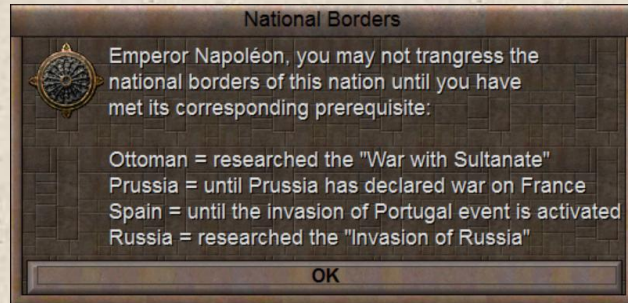 National Borders
Emperor Napoléon, you may not trangress the
national borders of this nation until you have
met its corresponding prerequisite:
Ottoman = researched the "War with Sultanate"
Prussia = until Prussia has declared war on France
Spain = until the invasion of Portugal event is activated
Russia = researched the "Invasion of Russia"
OK